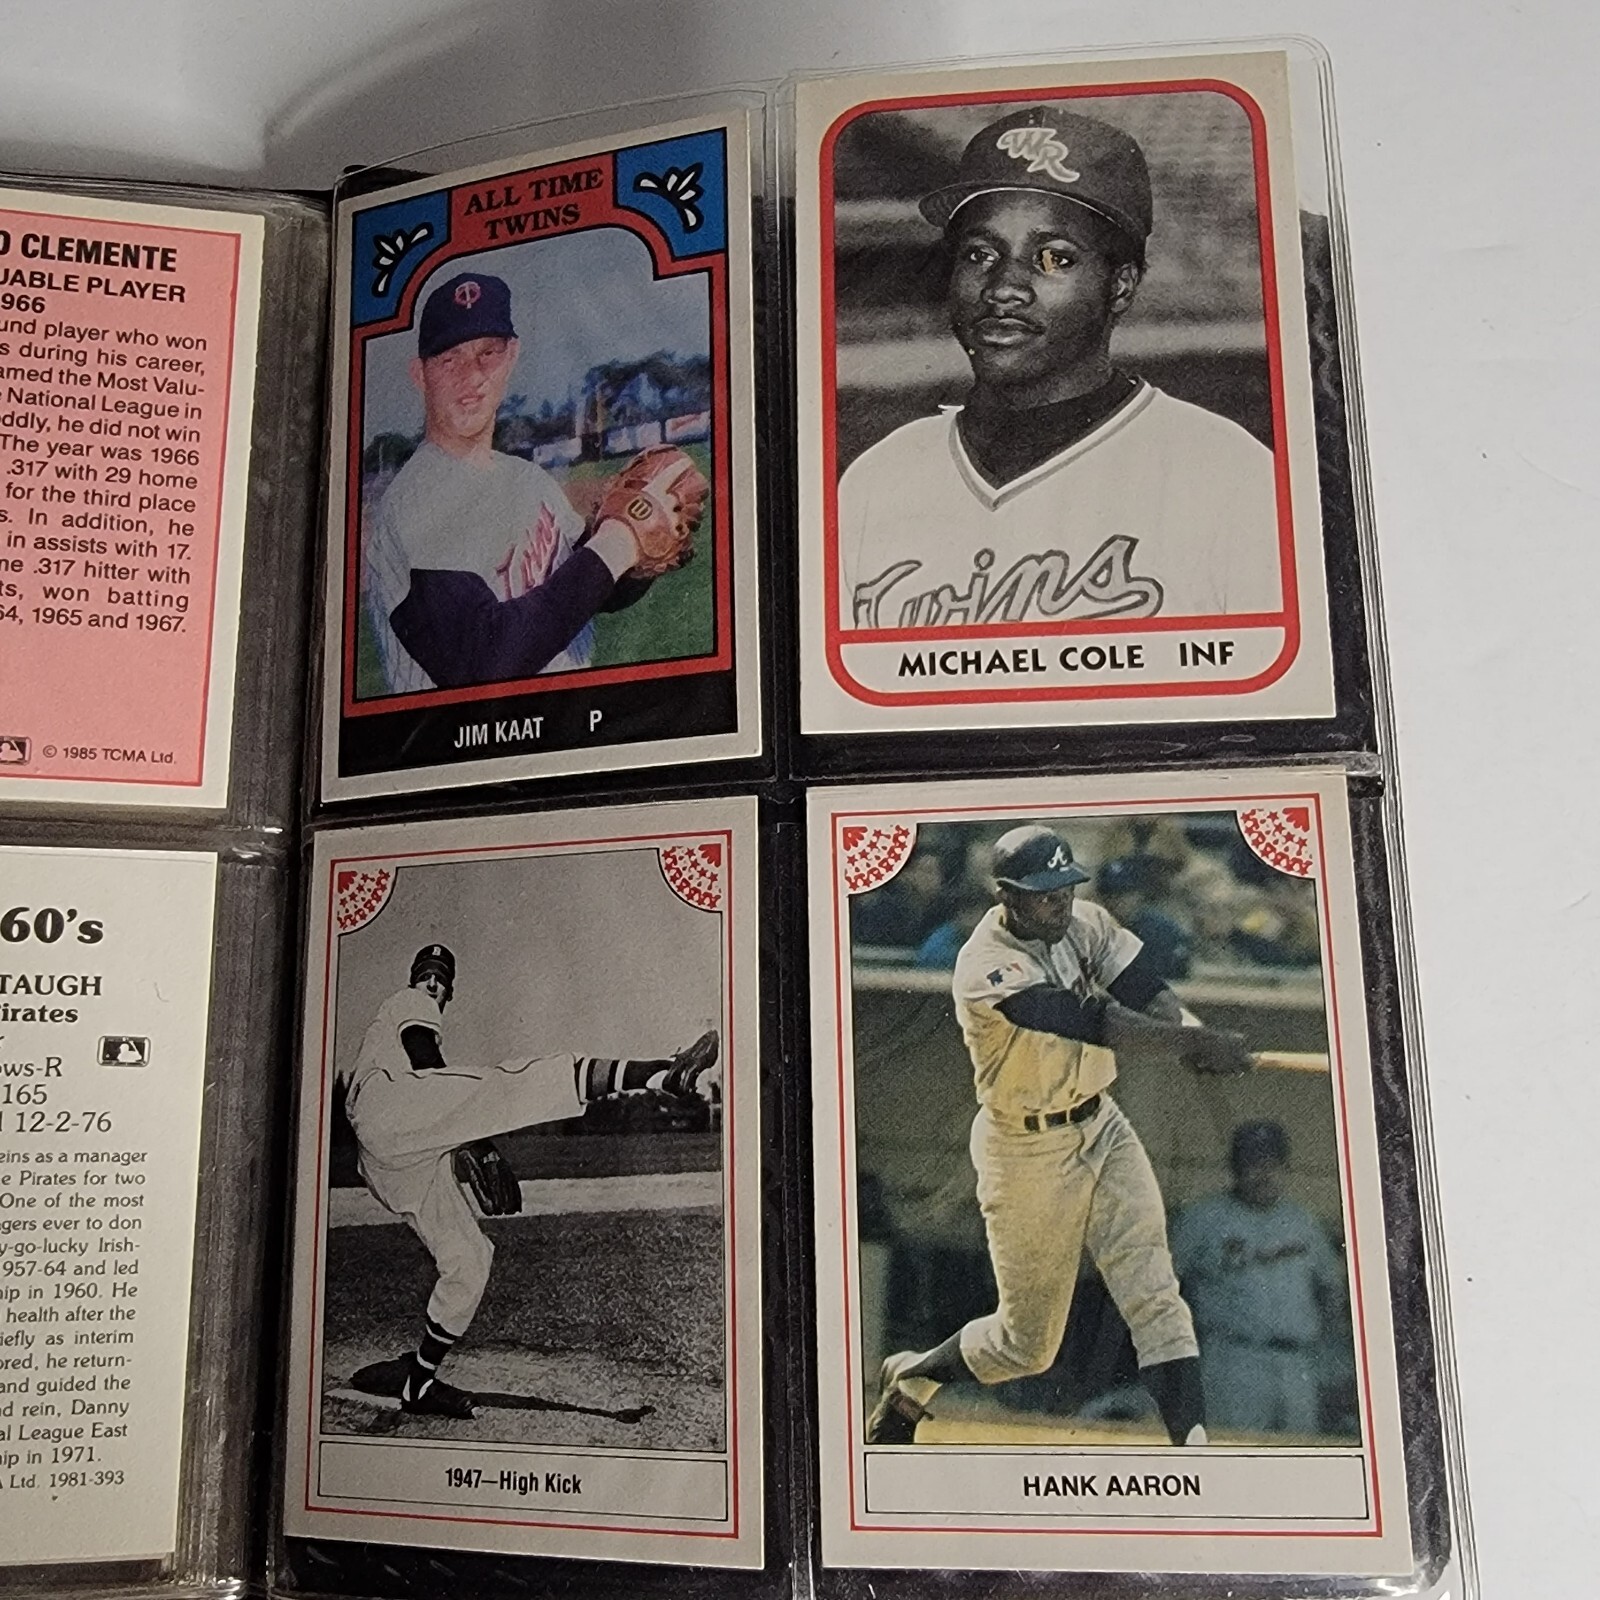 O CLEMENTE
UABLE PLAYER
966
und player who won
s during his career,
amed the Most Valu-
National League in
oddly, he did not win
The year was 1966
.317 with 29 home
for the third place
s. In addition, he
in assists with 17.
ne .317 hitter with
ts, won batting
64, 1965 and 1967.
© 1985 TCMA Ltd.
60's
TAUGH
irates
ows-R
165
12-2-76
eins as a manager
e Pirates for two
One of the most
gers ever to don
y-go-lucky Irish-
957-64 and led
hip in 1960. He
health after the
iefly as interim
ored, he return-
and guided the
d rein, Danny
al League East
hip in 1971.
Ltd. 1981-393
ALL TIME
TWINS
Twins
JIM KAAT P
WR
Twins
MICHAEL COLE INF
B
1947—High Kick
A
HANK AARON